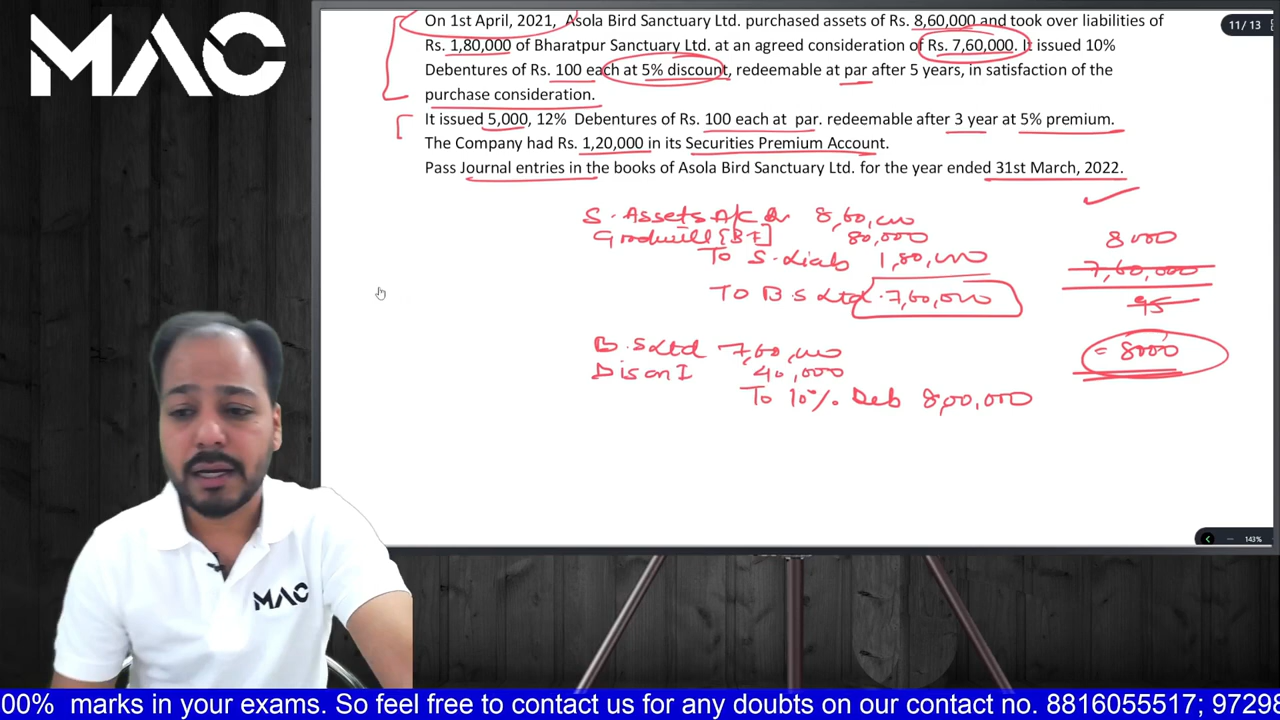 MAC
On 1st April, 2021, Asola Bird Sanctuary Ltd. purchased assets of Rs. 8,60,000 and took over liabilities of
Rs. 1,80,000 of Bharatpur Sanctuary Ltd. at an agreed consideration of Rs. 7,60,000. It issued 10%
Debentures of Rs. 100 each at 5% discount, redeemable at par after 5 years, in satisfaction of the
purchase consideration.
It issued 5,000, 12% Debentures of Rs. 100 each at par. redeemable after 3 year at 5% premium.
The Company had Rs. 1,20,000 in its Securities Premium Account.
Pass Journal entries in the books of Asola Bird Sanctuary Ltd. for the year ended 31st March, 2022.
11/13
S. Assets A/C Dr 8,60,000
Goodwill [BF] 80,000
To S. Liab 1,80,000
To B.S Ltd. 7,60,000
8000
7,60,000
95
= 8000
B.S Ltd 7,60,000
Dis on I 40,000
To 10% Deb 8,00,000
143%
MAC
00% marks in your exams. So feel free to contact us for any doubts on our contact no. 8816055517; 97298